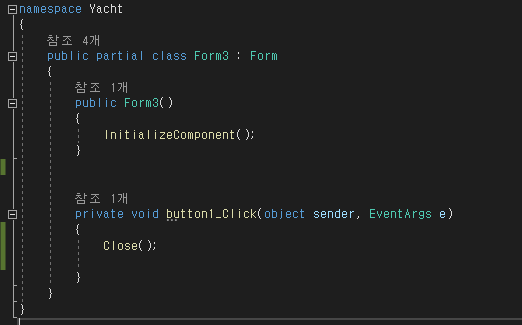 namespace Yacht
{
참조 4개
public partial class Form3 : Form
{
참조 1개
public Form3()
{
InitializeComponent();
}
참조 1개
private void button1_Click(object sender, EventArgs e)
{
Close();
}
}
}